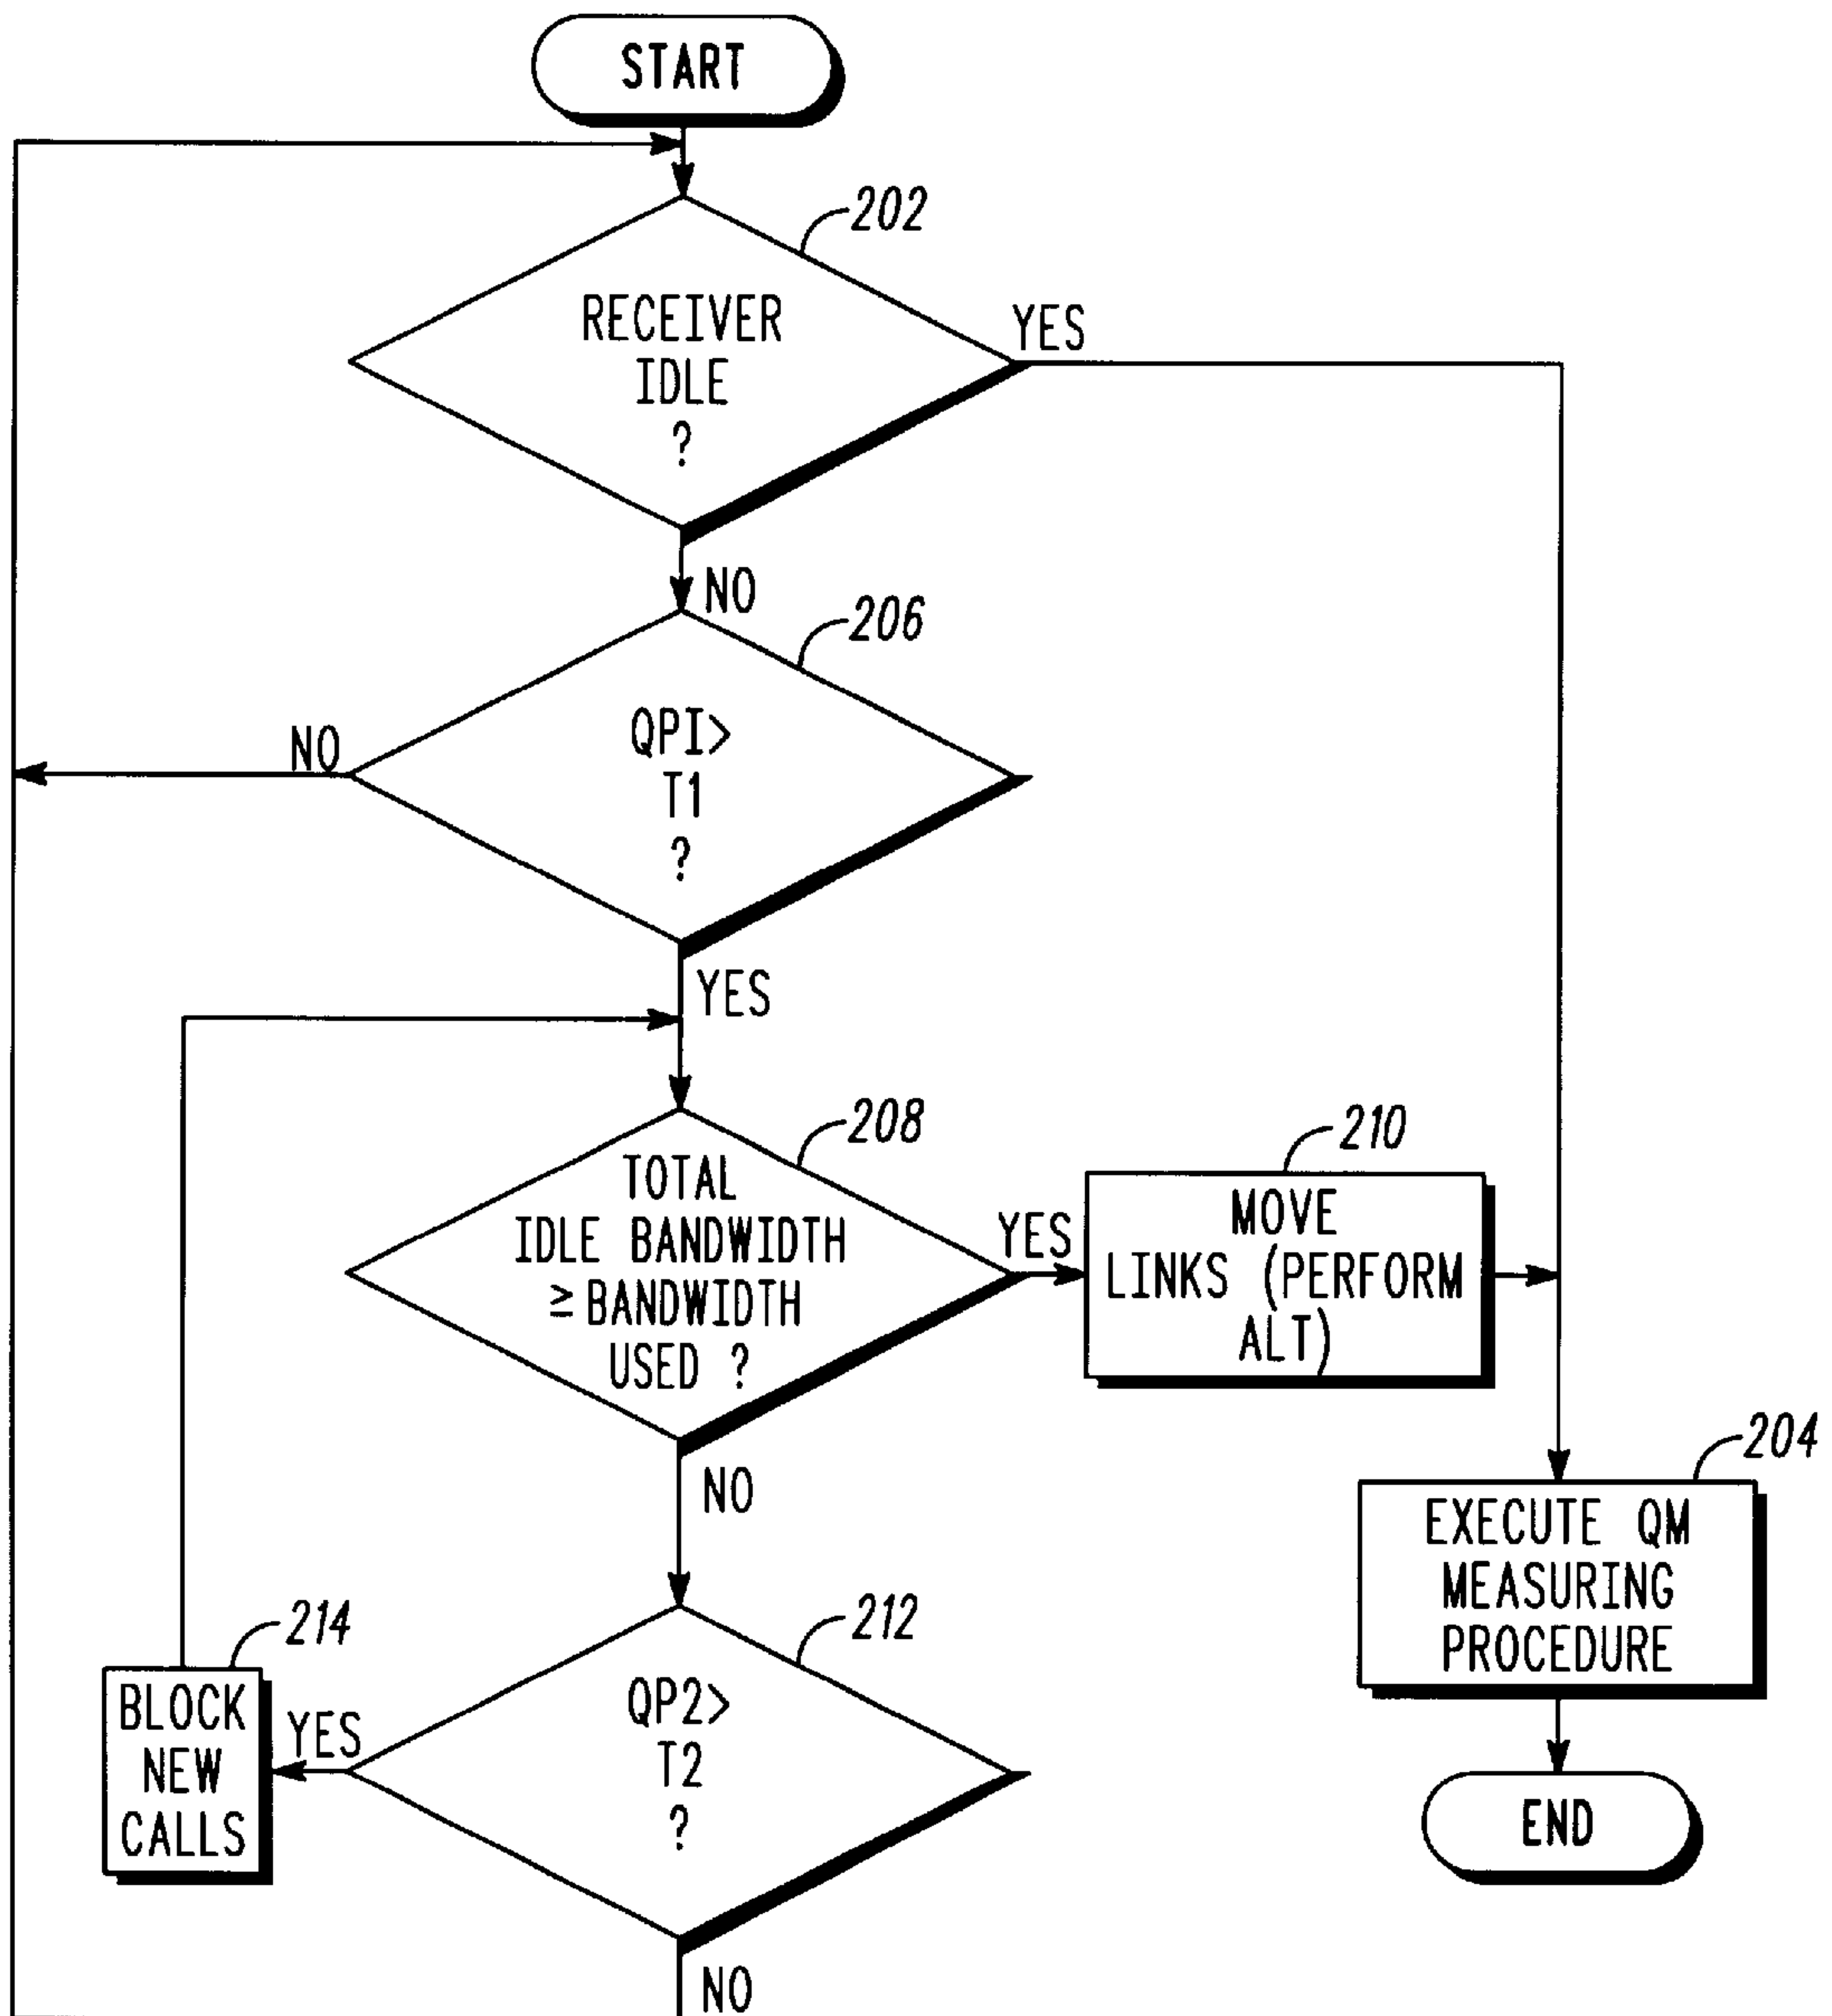 START
202
RECEIVER
IDLE
?
YES
NO
206
QPI>
T1
?
NO
YES
208
TOTAL
IDLE BANDWIDTH
≥ BANDWIDTH
USED ?
YES
210
MOVE
LINKS (PERFORM
ALT)
NO
204
EXECUTE QM
MEASURING
PROCEDURE
212
QP2>
T2
?
YES
214
BLOCK
NEW
CALLS
END
NO